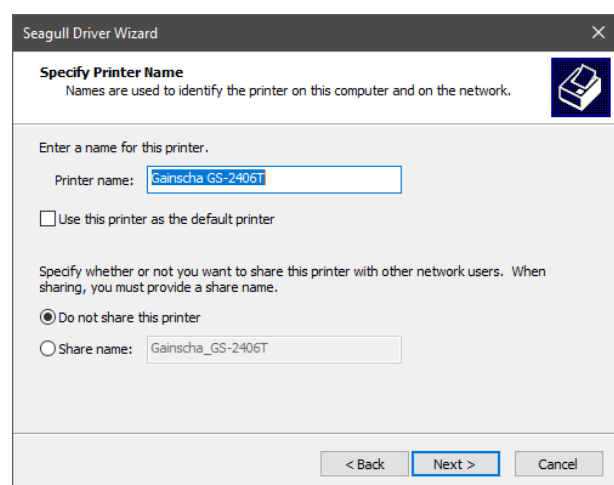 Seagull Driver Wizard
Specify Printer Name
Names are used to identify the printer on this computer and on the network.
Enter a name for this printer.
Printer name: Gainscha GS-2406T
Use this printer as the default printer
Specify whether or not you want to share this printer with other network users. When
sharing, you must provide a share name.
Do not share this printer
Share name: Gainscha_GS-2406T
< Back Next > Cancel